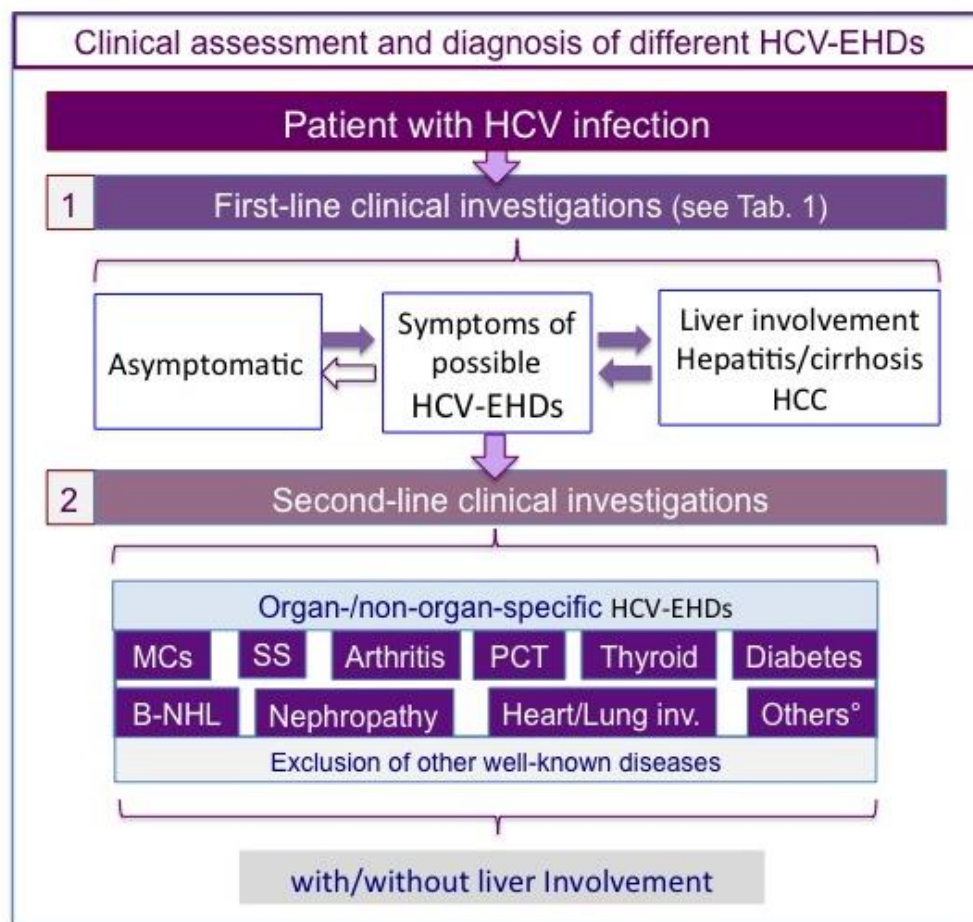 Clinical assessment and diagnosis of different HCV-EHDs
Patient with HCV infection
1
First-line clinical investigations (see Tab. 1)
Asymptomatic
Symptoms of
possible
HCV-EHDs
Liver involvement
Hepatitis/cirrhosis
HCC
2
Second-line clinical investigations
Organ-/non-organ-specific HCV-EHDs
MCs SS Arthritis PCT Thyroid Diabetes
B-NHL Nephropathy Heart/Lung inv. Others°
Exclusion of other well-known diseases
with/without liver Involvement